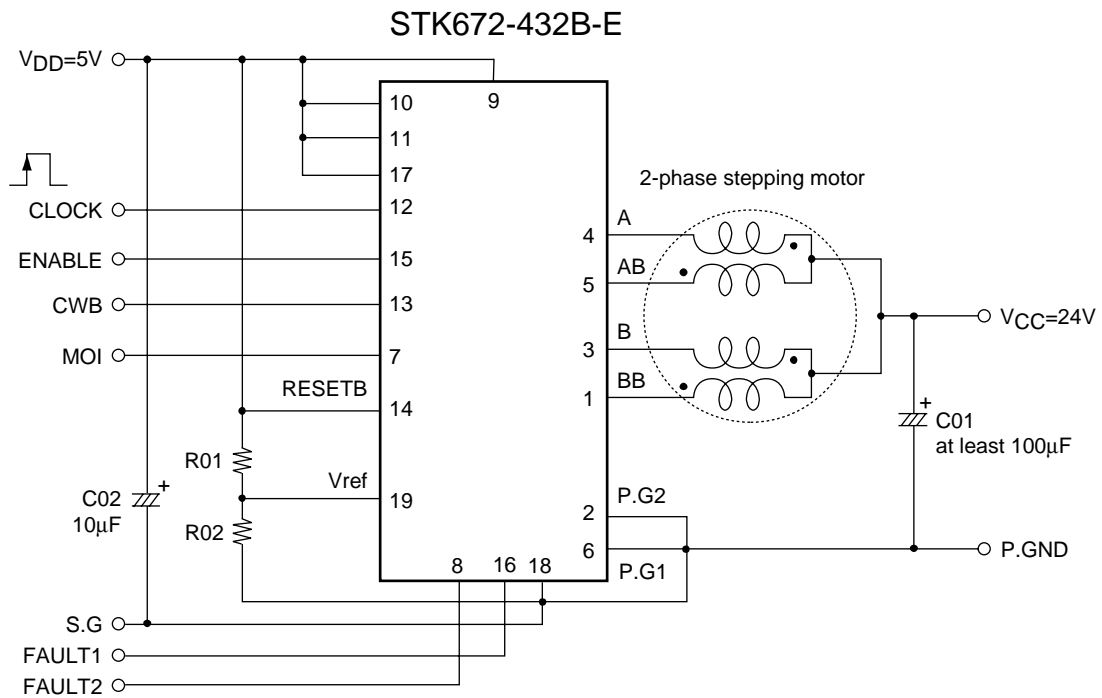 STK672-432B-E
VDD=5V
9
10
11
17
2-phase stepping motor
CLOCK
12
A
4
ENABLE
15
AB
5
CWB
13
VCC=24V
B
3
MOI
7
BB
RESETB
14
1
+
C01
at least 100μF
R01
Vref
19
+
C02
10μF
R02
P.G2
2
6
P.GND
P.G1
8
16
18
S.G
FAULT1
FAULT2